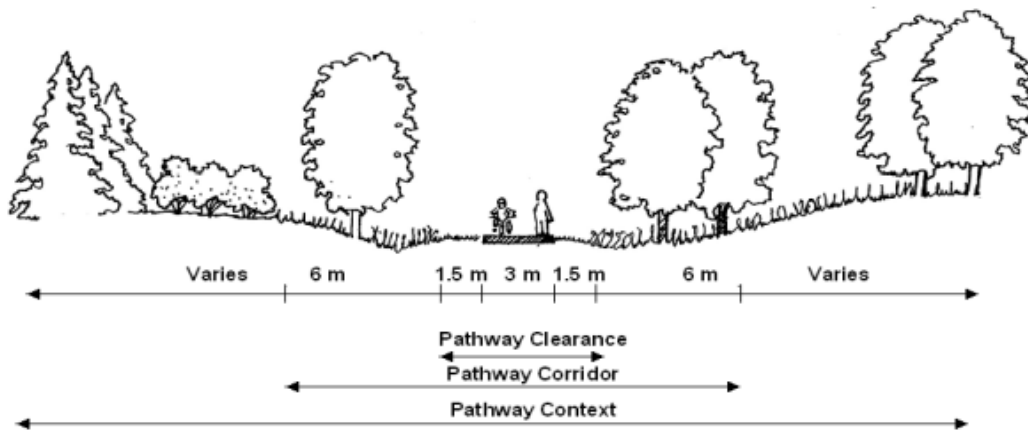 Varies 6 m 1.5 m 3 m 1.5 m 6 m Varies
Pathway Clearance
Pathway Corridor
Pathway Context